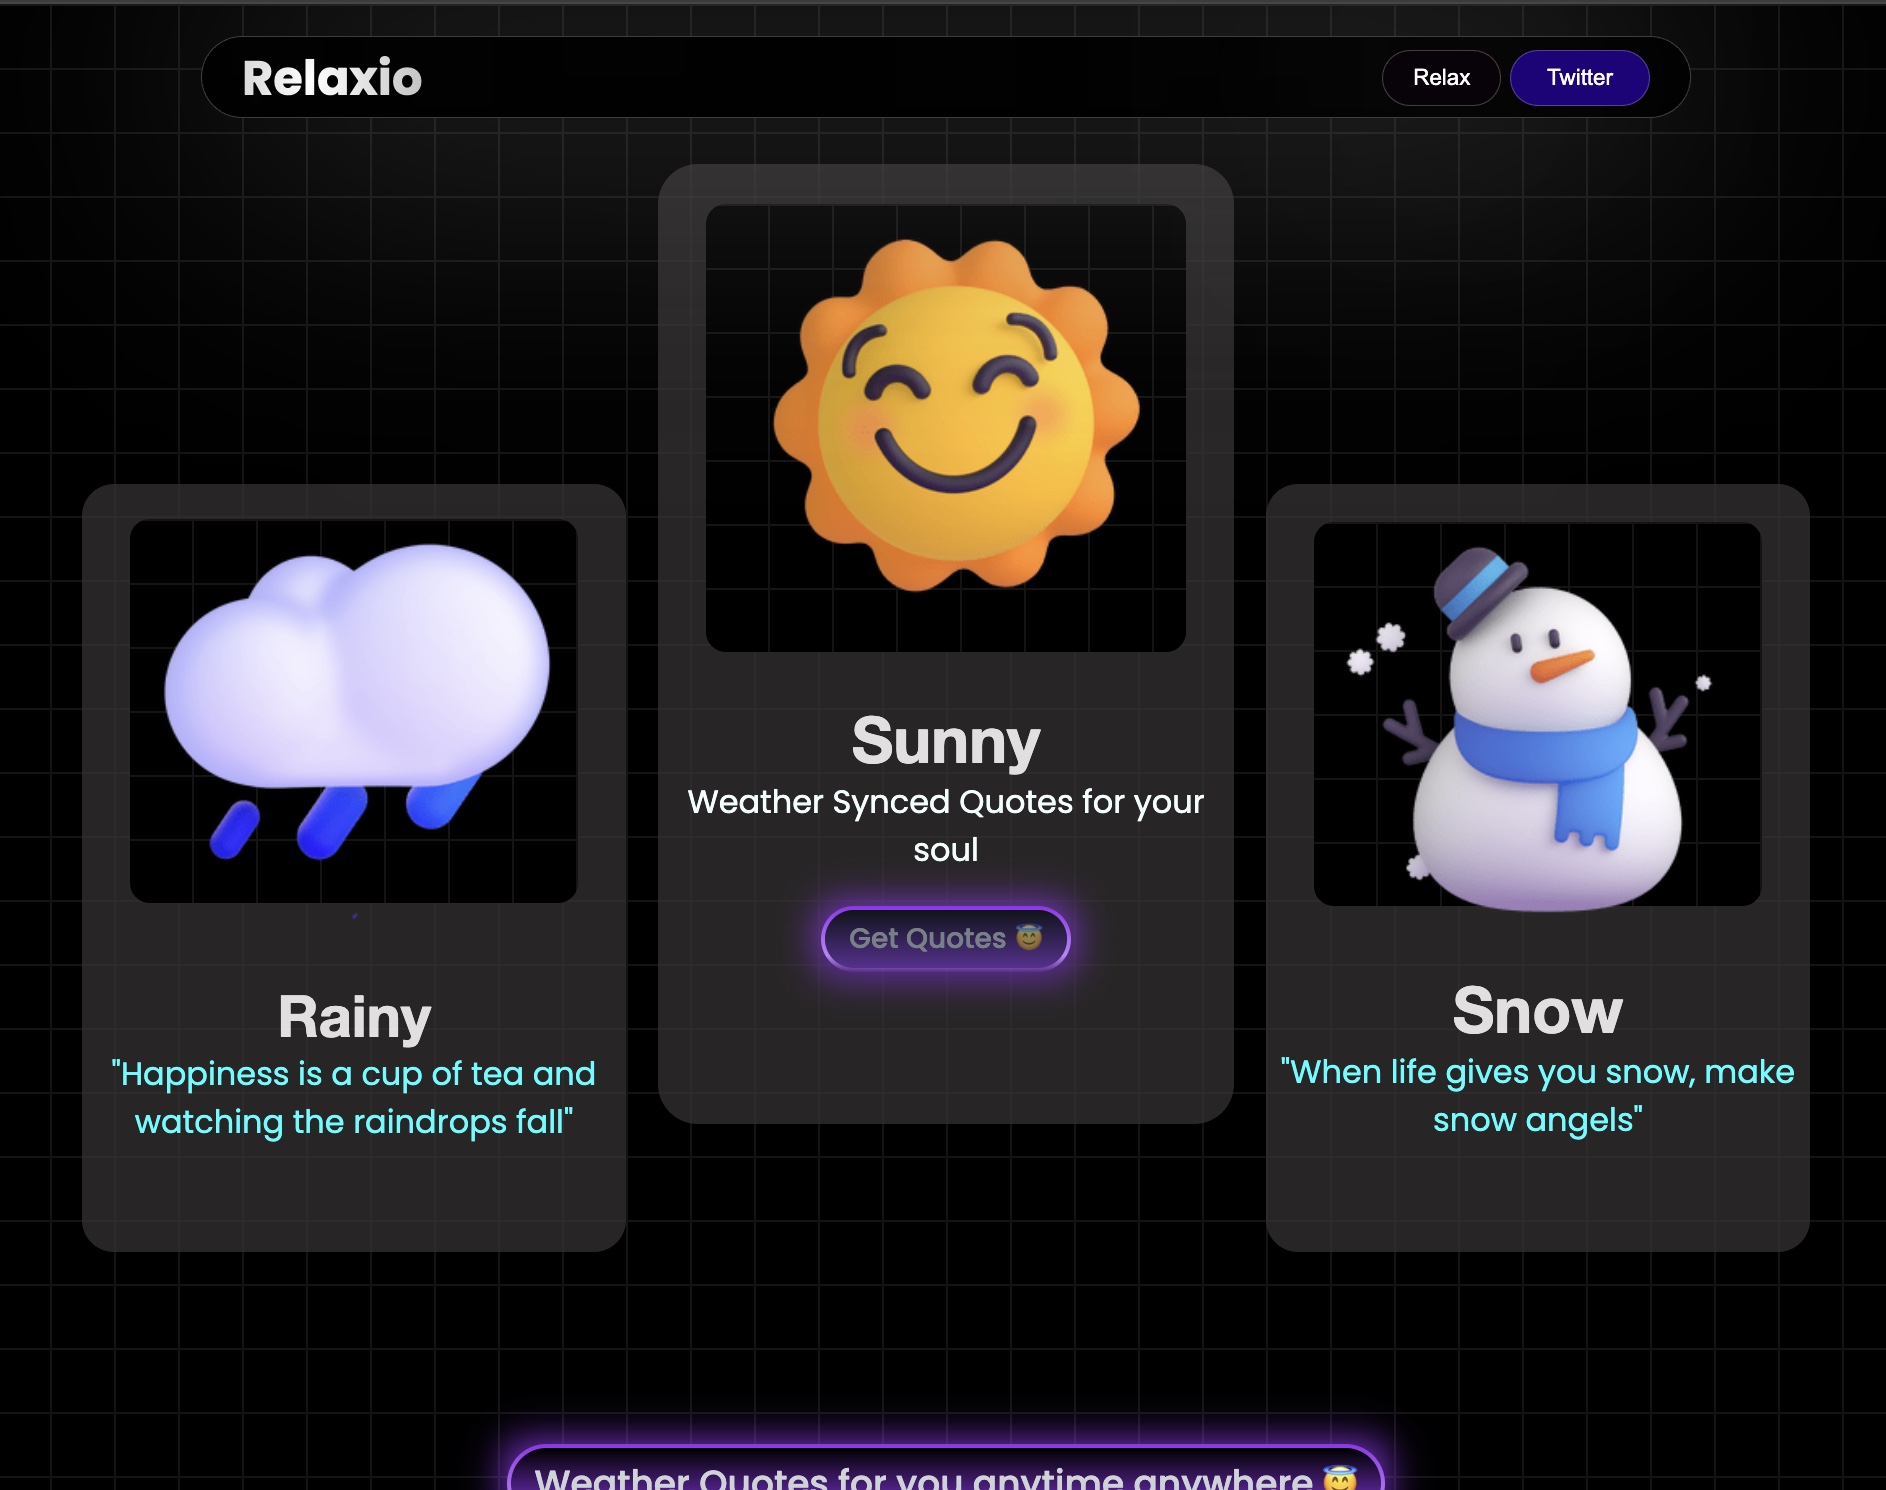 Relaxio
Relax
Twitter
Sunny
Weather Synced Quotes for your
soul
Get Quotes 😇
Rainy
"Happiness is a cup of tea and
watching the raindrops fall"
Snow
"When life gives you snow, make
snow angels"
Weather Quotes for you anytime anywhere 😇